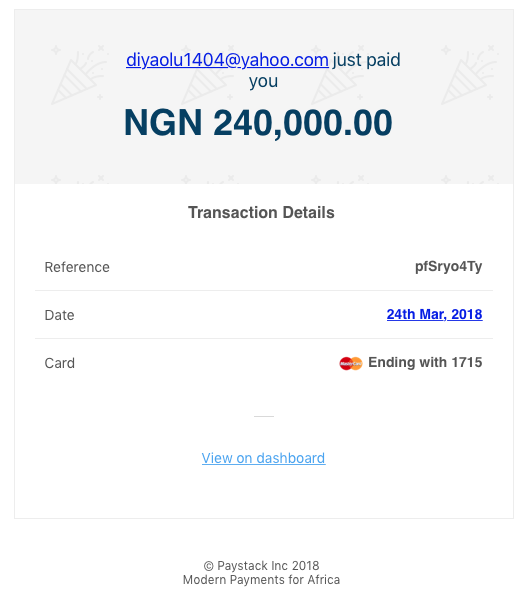 diyaolu1404@yahoo.com just paid
you
NGN 240,000.00
Transaction Details
Reference pfSryo4Ty
Date 24th Mar, 2018
Card MasterCard Ending with 1715
View on dashboard
© Paystack Inc 2018
Modern Payments for Africa